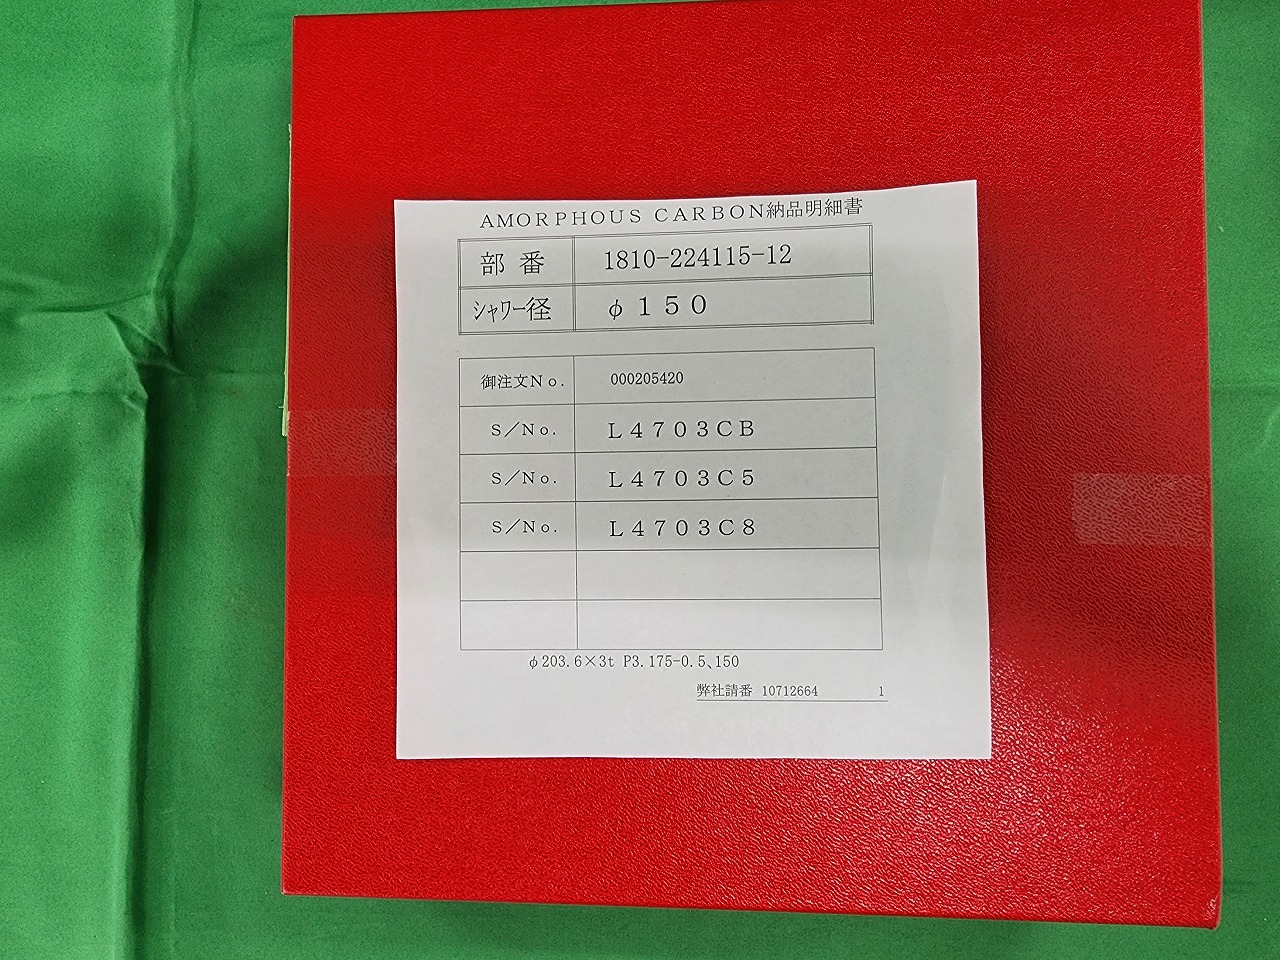 ＡＭＯＲＰＨＯＵＳ ＣＡＲＢＯＮ納品明細書
部 番 1810-224115-12
ｼｬﾜｰ径 φ１５０
御注文Ｎｏ. 000205420
Ｓ／Ｎｏ. Ｌ４７０３ＣＢ
Ｓ／Ｎｏ. Ｌ４７０３Ｃ５
Ｓ／Ｎｏ. Ｌ４７０３Ｃ８
φ203.6×3t P3.175-0.5、150
弊社請番 10712664 1